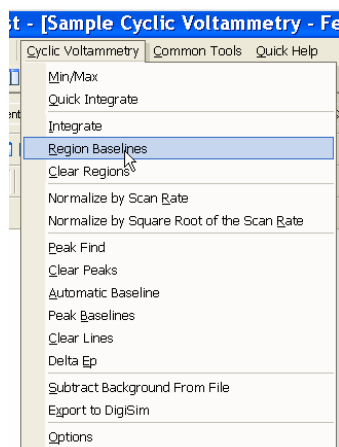 - [Sample Cyclic Voltammetry - Fe
Cyclic Voltammetry Common Tools Quick Help
Min/Max
Quick Integrate
Integrate
Region Baselines
Clear Regions
Normalize by Scan Rate
Normalize by Square Root of the Scan Rate
Peak Find
Clear Peaks
Automatic Baseline
Peak Baselines
Clear Lines
Delta Ep
Subtract Background From File
Export to DigiSim
Options